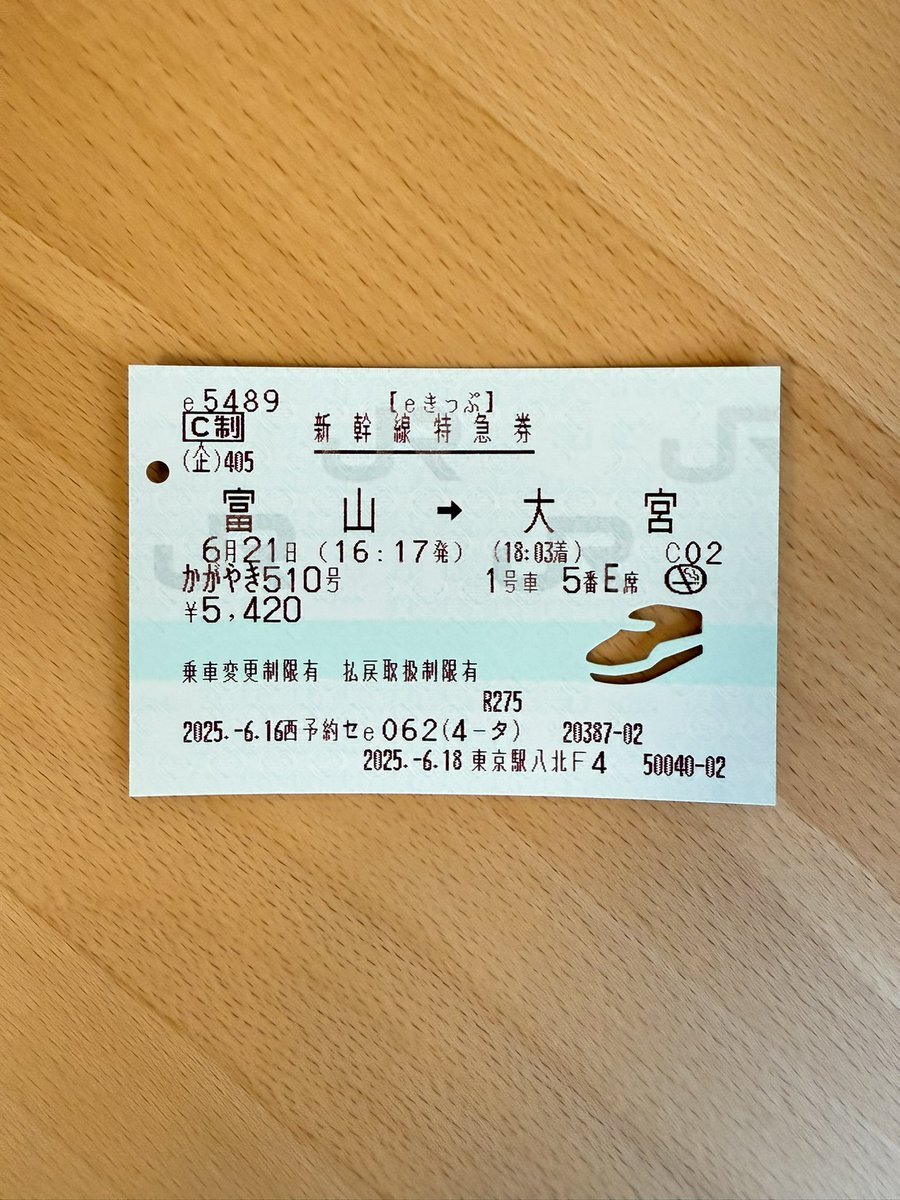 e5489 【eきっぷ】
C制 新幹線特急券
(企)405
富山 → 大宮
6月21日 (16:17発) (18:03着) C02
かがやき510号 1号車 5番E席
¥5,420
乗車変更制限有 払戻取扱制限有
R275
2025.-6.16西予約セe062(4-タ) 20387-02
2025.-6.18 東京駅八北F4 50040-02